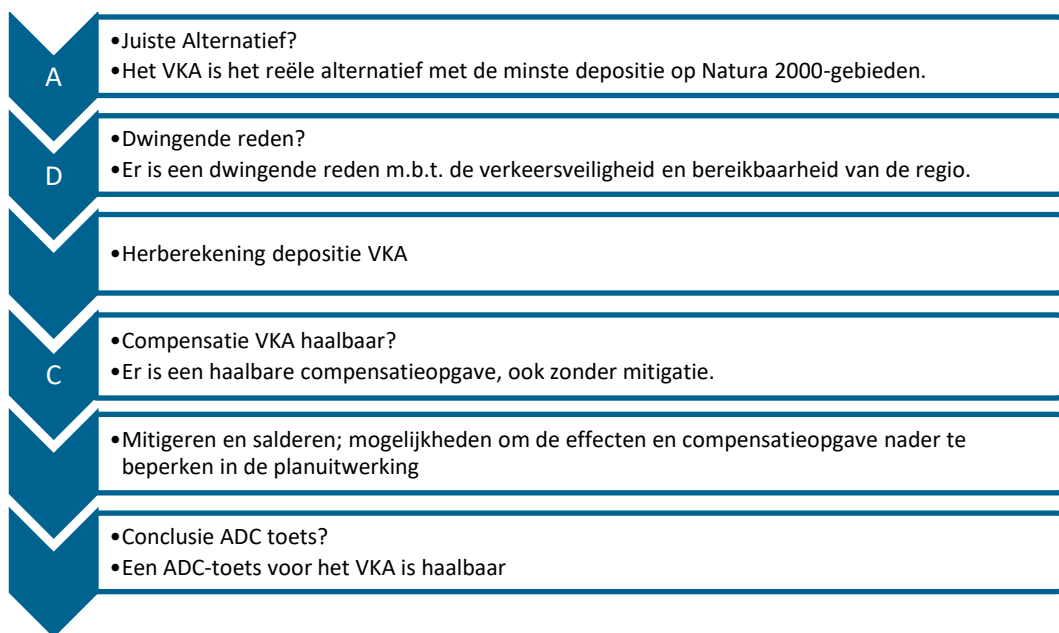 A
•Juiste Alternatief?
•Het VKA is het reële alternatief met de minste depositie op Natura 2000-gebieden.
D
•Dwingende reden?
•Er is een dwingende reden m.b.t. de verkeersveiligheid en bereikbaarheid van de regio.
•Herberekening depositie VKA
C
•Compensatie VKA haalbaar?
•Er is een haalbare compensatieopgave, ook zonder mitigatie.
•Mitigeren en salderen; mogelijkheden om de effecten en compensatieopgave nader te
beperken in de planuitwerking
•Conclusie ADC toets?
•Een ADC-toets voor het VKA is haalbaar